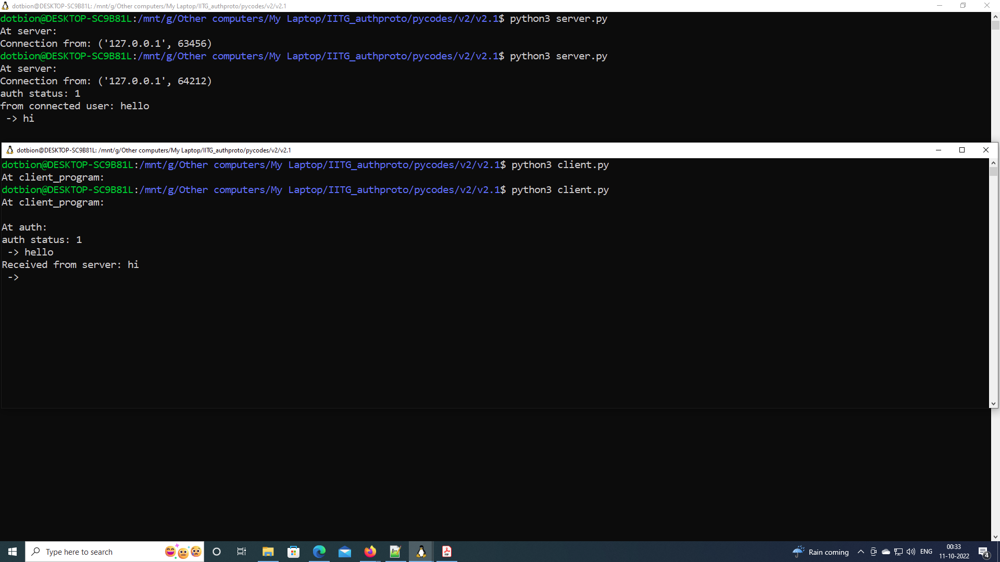 dotbion@DESKTOP-SC9B81L: /mnt/g/Other computers/My Laptop/IITG_authproto/pycodes/v2/v2.1
dotbion@DESKTOP-SC9B81L:/mnt/g/Other computers/My Laptop/IITG_authproto/pycodes/v2/v2.1$ python3 server.py
At server:
Connection from: ('127.0.0.1', 63456)
dotbion@DESKTOP-SC9B81L:/mnt/g/Other computers/My Laptop/IITG_authproto/pycodes/v2/v2.1$ python3 server.py
At server:
Connection from: ('127.0.0.1', 64212)
auth status: 1
from connected user: hello
 -> hi
dotbion@DESKTOP-SC9B81L: /mnt/g/Other computers/My Laptop/IITG_authproto/pycodes/v2/v2.1
dotbion@DESKTOP-SC9B81L:/mnt/g/Other computers/My Laptop/IITG_authproto/pycodes/v2/v2.1$ python3 client.py
At client_program:
dotbion@DESKTOP-SC9B81L:/mnt/g/Other computers/My Laptop/IITG_authproto/pycodes/v2/v2.1$ python3 client.py
At client_program:
At auth:
auth status: 1
 -> hello
Received from server: hi
 ->
Type here to search
Rain coming
ENG
00:33
11-10-2022
4